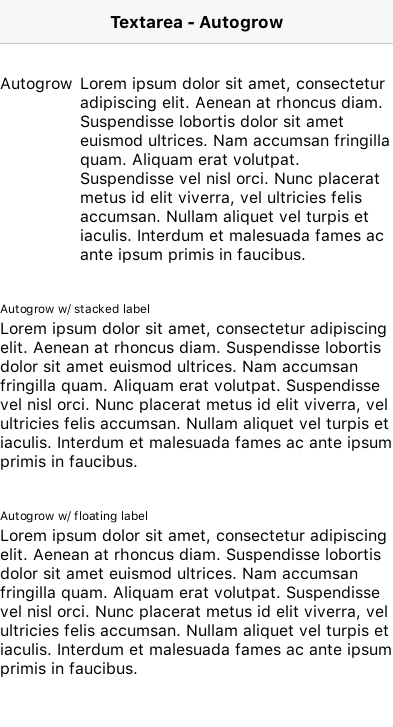 Textarea - Autogrow
Autogrow Lorem ipsum dolor sit amet, consectetur
adipiscing elit. Aenean at rhoncus diam.
Suspendisse lobortis dolor sit amet
euismod ultrices. Nam accumsan fringilla
quam. Aliquam erat volutpat.
Suspendisse vel nisl orci. Nunc placerat
metus id elit viverra, vel ultricies felis
accumsan. Nullam aliquet vel turpis et
iaculis. Interdum et malesuada fames ac
ante ipsum primis in faucibus.
Autogrow w/ stacked label
Lorem ipsum dolor sit amet, consectetur adipiscing
elit. Aenean at rhoncus diam. Suspendisse lobortis
dolor sit amet euismod ultrices. Nam accumsan
fringilla quam. Aliquam erat volutpat. Suspendisse
vel nisl orci. Nunc placerat metus id elit viverra, vel
ultricies felis accumsan. Nullam aliquet vel turpis et
iaculis. Interdum et malesuada fames ac ante ipsum
primis in faucibus.
Autogrow w/ floating label
Lorem ipsum dolor sit amet, consectetur adipiscing
elit. Aenean at rhoncus diam. Suspendisse lobortis
dolor sit amet euismod ultrices. Nam accumsan
fringilla quam. Aliquam erat volutpat. Suspendisse
vel nisl orci. Nunc placerat metus id elit viverra, vel
ultricies felis accumsan. Nullam aliquet vel turpis et
iaculis. Interdum et malesuada fames ac ante ipsum
primis in faucibus.